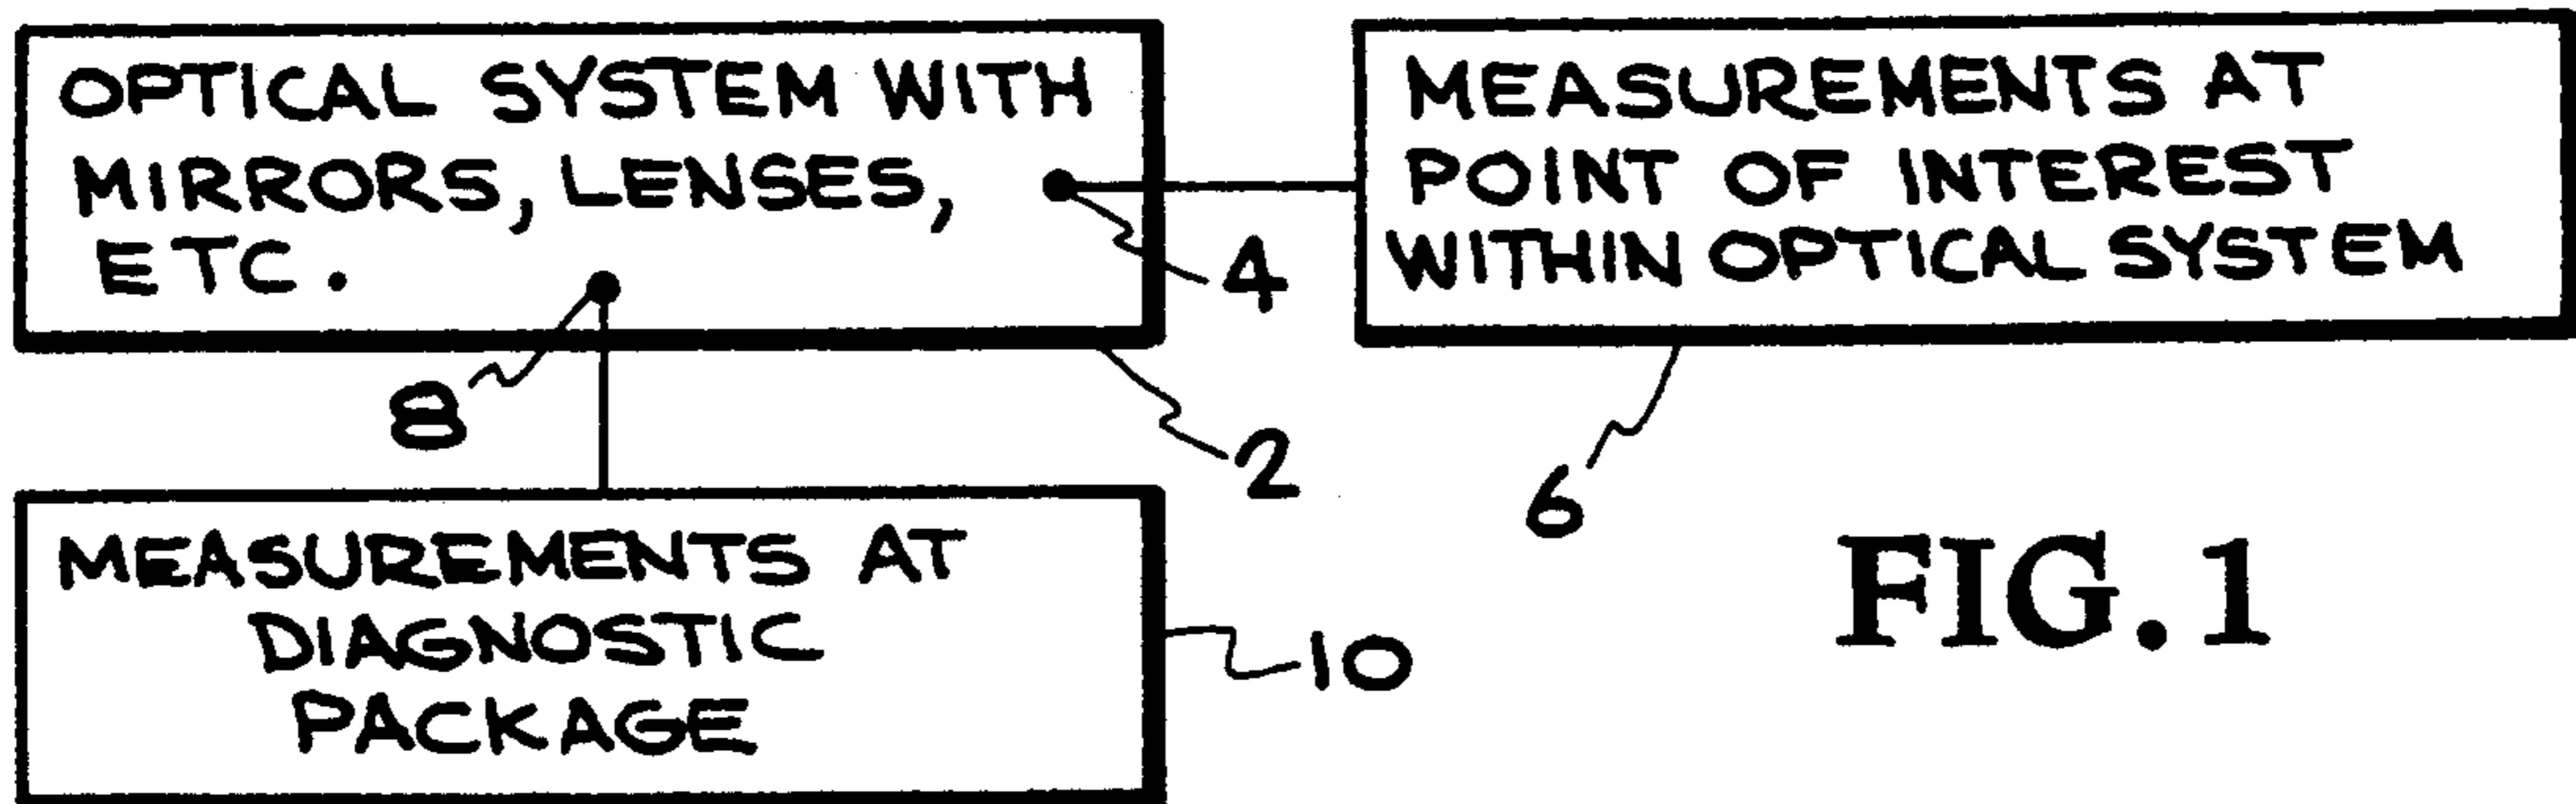 OPTICAL SYSTEM WITH
MIRRORS, LENSES,
ETC.
MEASUREMENTS AT
POINT OF INTEREST
WITHIN OPTICAL SYSTEM
4
8
2
6
MEASUREMENTS AT
DIAGNOSTIC
PACKAGE
10
FIG. 1